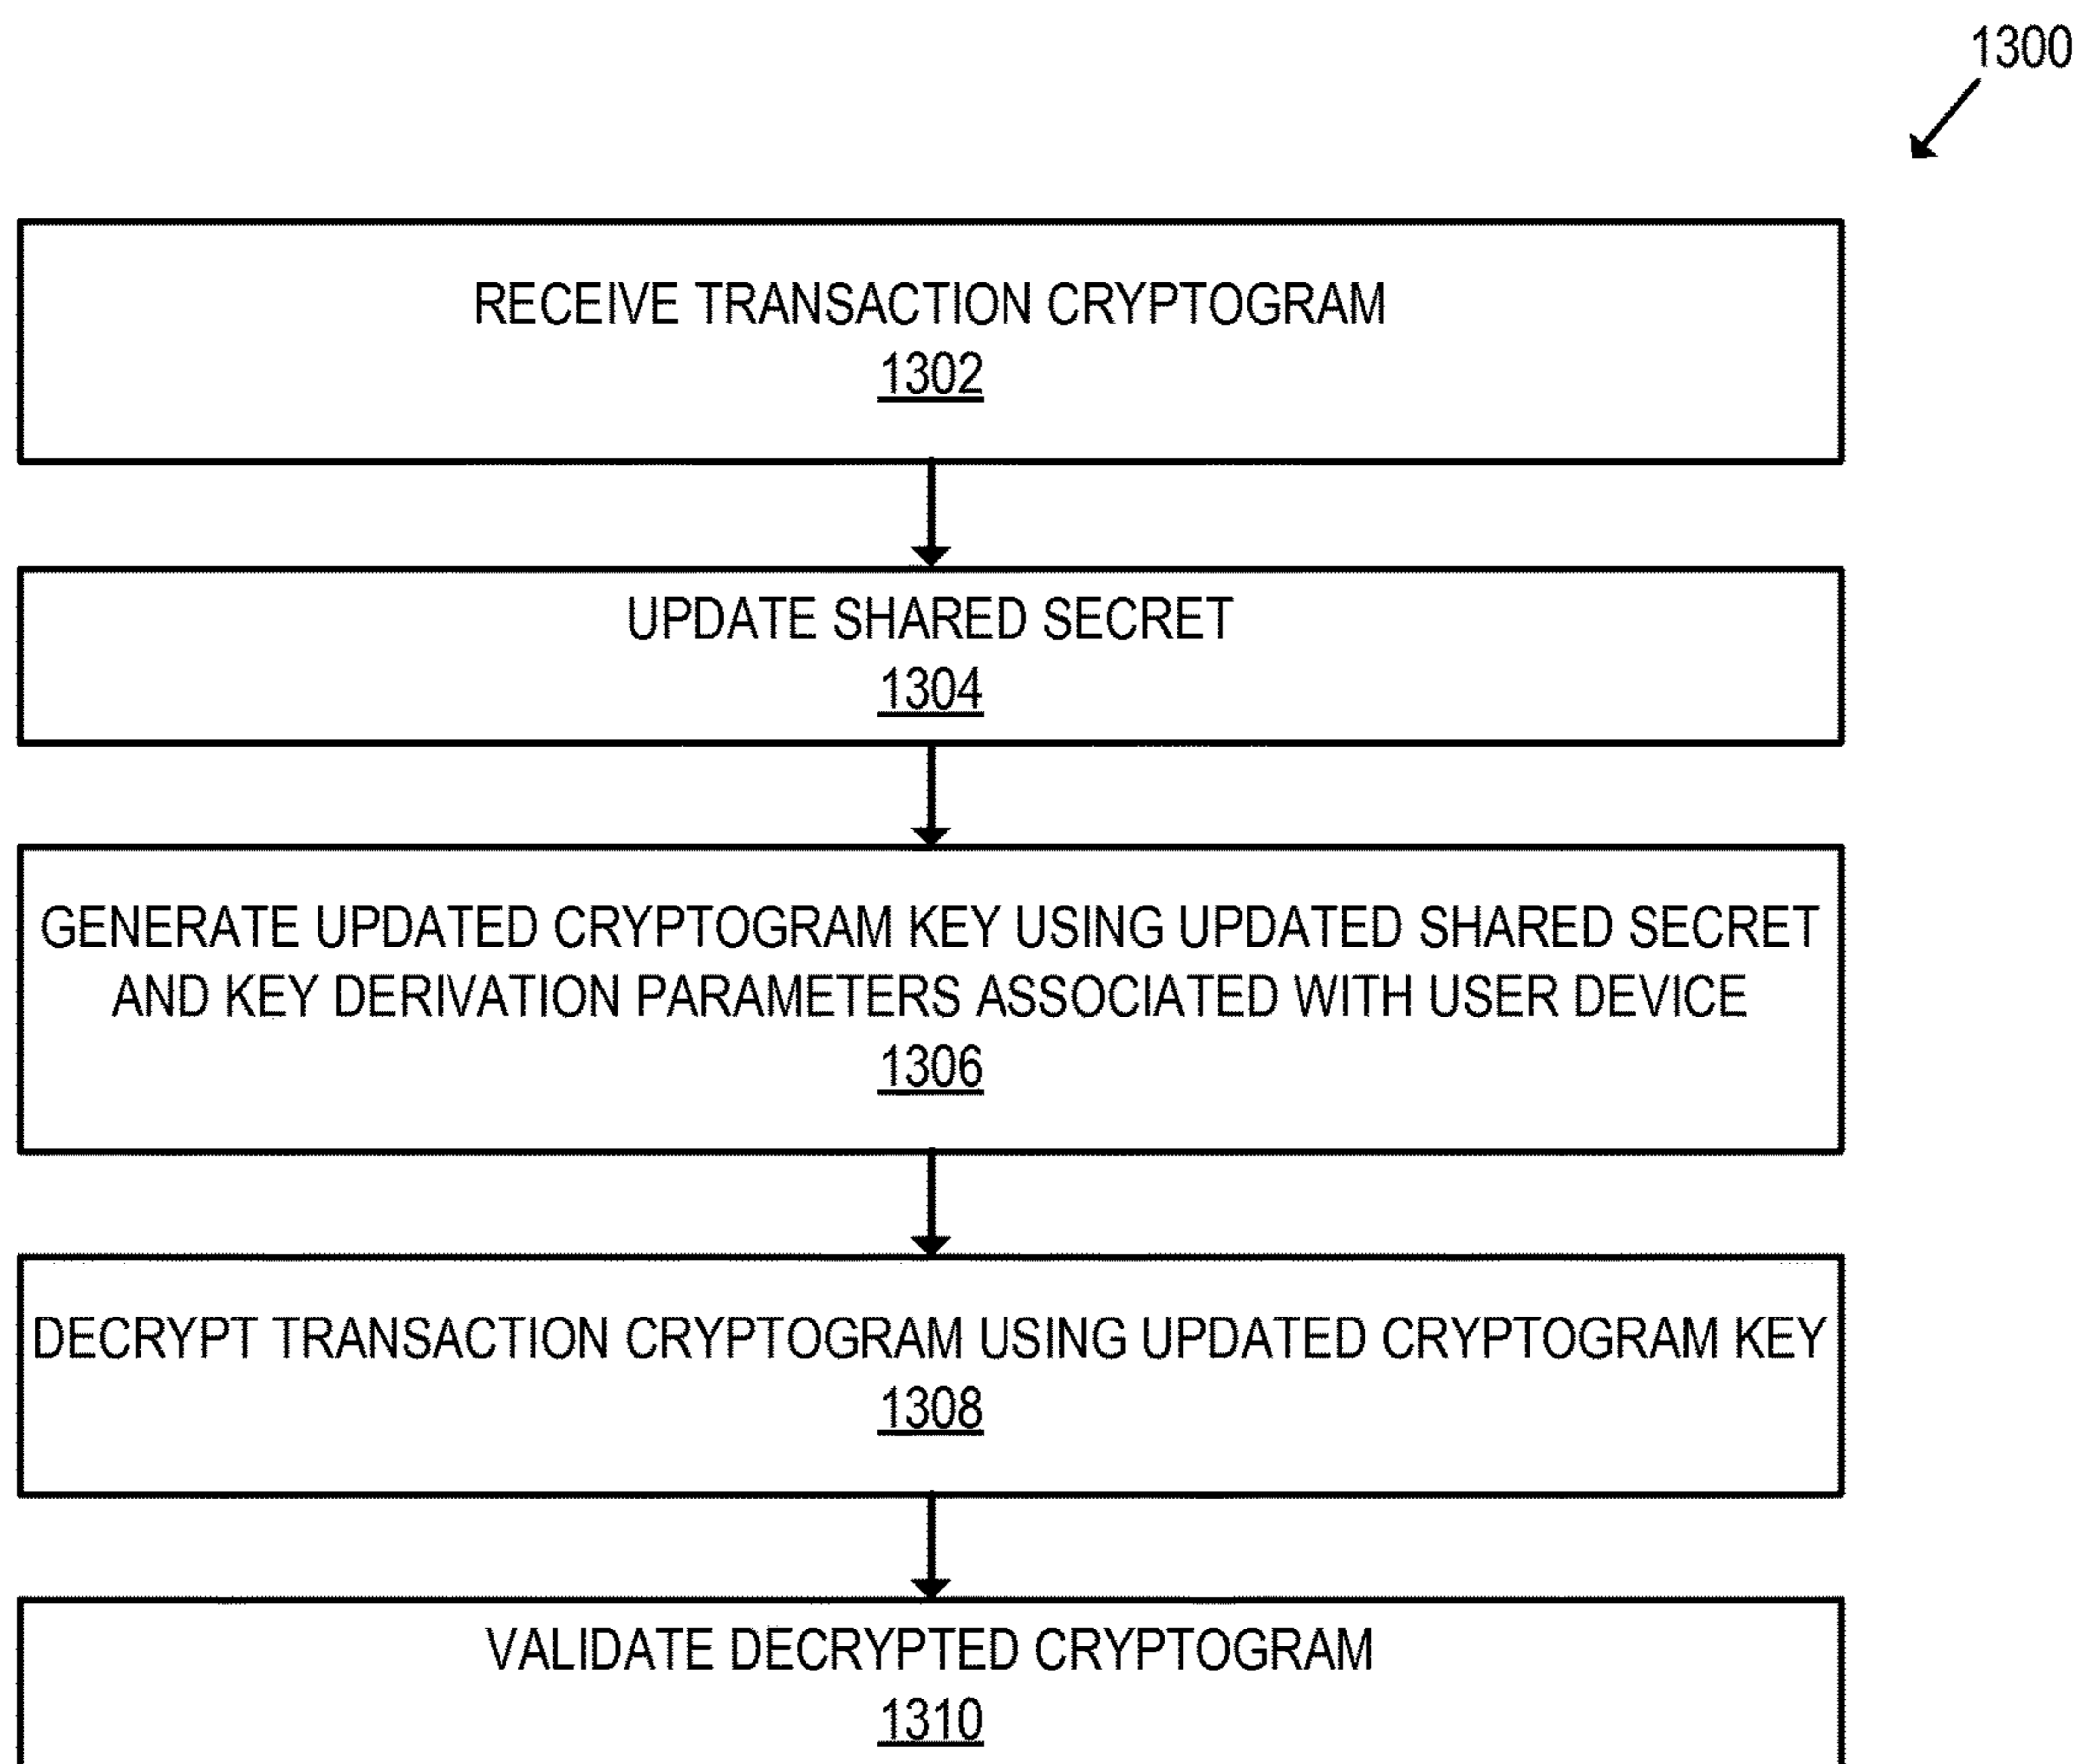 1300
RECEIVE TRANSACTION CRYPTOGRAM
1302
UPDATE SHARED SECRET
1304
GENERATE UPDATED CRYPTOGRAM KEY USING UPDATED SHARED SECRET
AND KEY DERIVATION PARAMETERS ASSOCIATED WITH USER DEVICE
1306
DECRYPT TRANSACTION CRYPTOGRAM USING UPDATED CRYPTOGRAM KEY
1308
VALIDATE DECRYPTED CRYPTOGRAM
1310